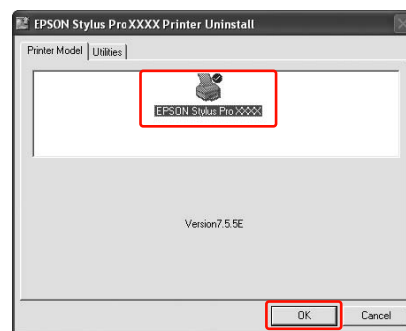 EPSON Stylus Pro XXXX Printer Uninstall
Printer Model Utilities
EPSON Stylus Pro XXXX
Version7.5.5E
OK Cancel